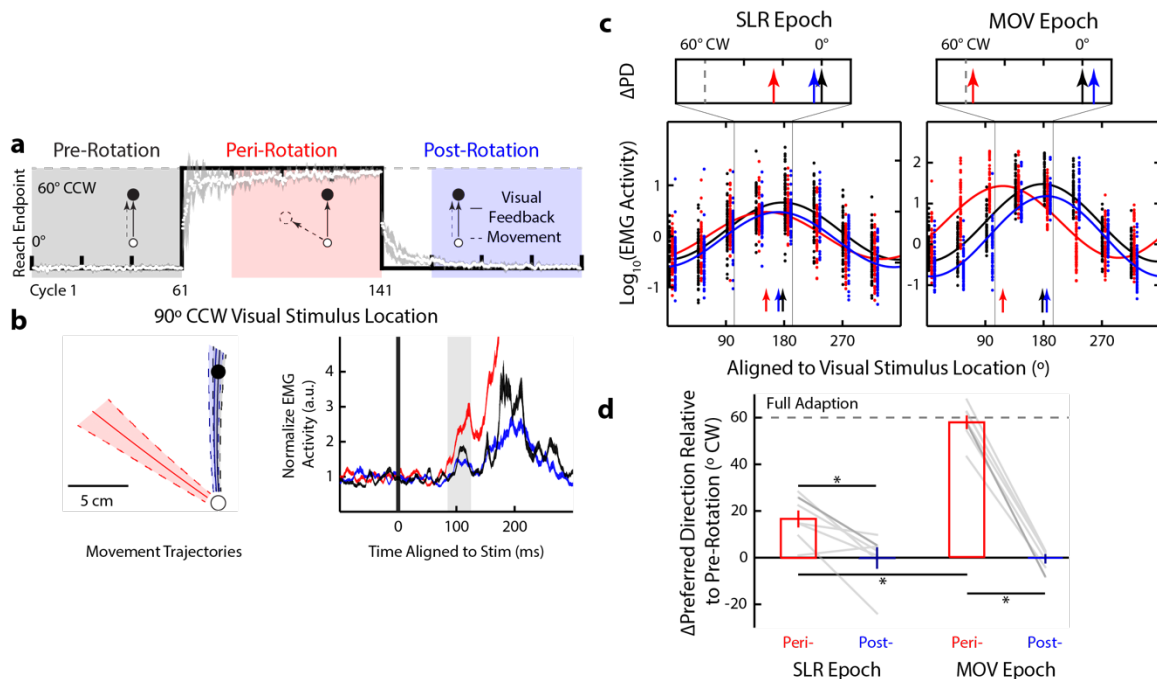 a
Pre-Rotation
Peri-Rotation
Post-Rotation
Reach Endpoint
60° CCW
0°
Visual
Feedback
Movement
Cycle 1
61
141
b
90º CCW Visual Stimulus Location
5 cm
Movement Trajectories
Normalize EMG
Activity (a.u.)
4
3
2
1
0
100
200
Time Aligned to Stim (ms)
c
SLR Epoch
MOV Epoch
60° CW
0°
60° CW
0°
ΔPD
Log10(EMG Activity)
1
0
-1
90
180
270
2
1
0
-1
90
180
270
Aligned to Visual Stimulus Location (º)
d
ΔPreferred Direction Relative
to Pre-Rotation (º CW)
60
40
20
0
-20
Full Adaption
*
*
*
Peri-
Post-
Peri-
Post-
SLR Epoch
MOV Epoch